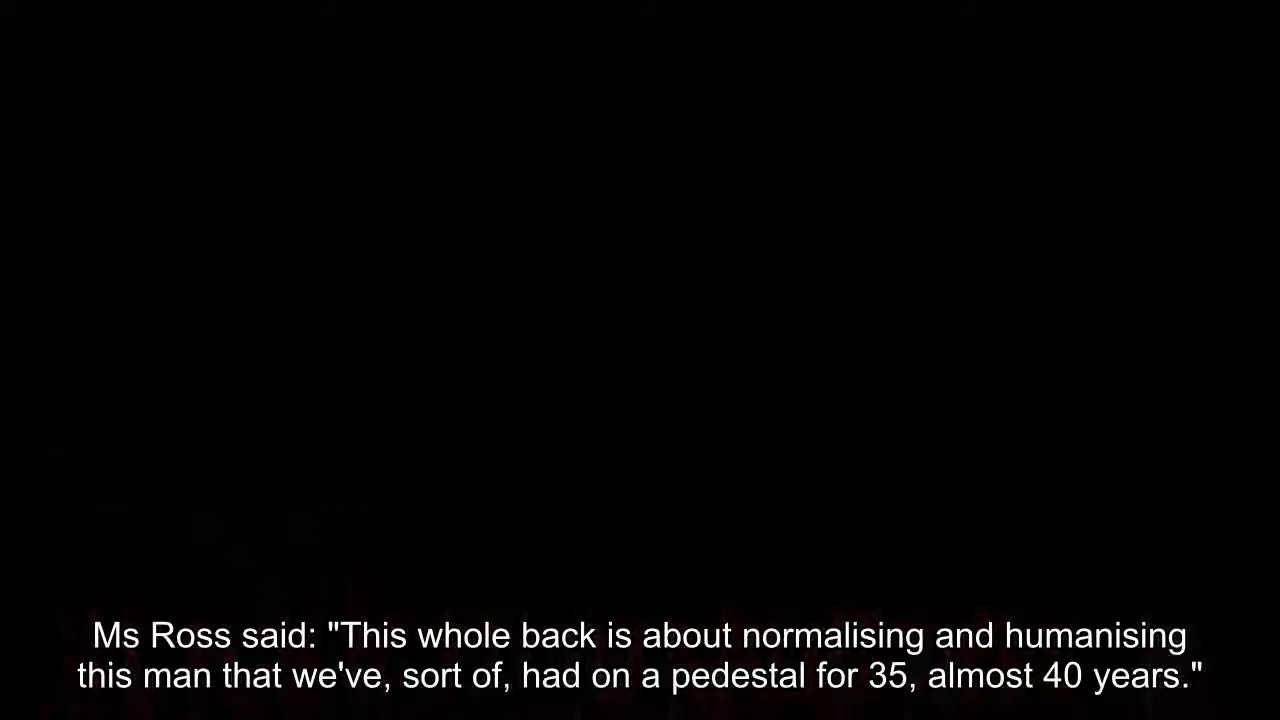 Ms Ross said: "This whole back is about normalising and humanising
this man that we've, sort of, had on a pedestal for 35, almost 40 years."